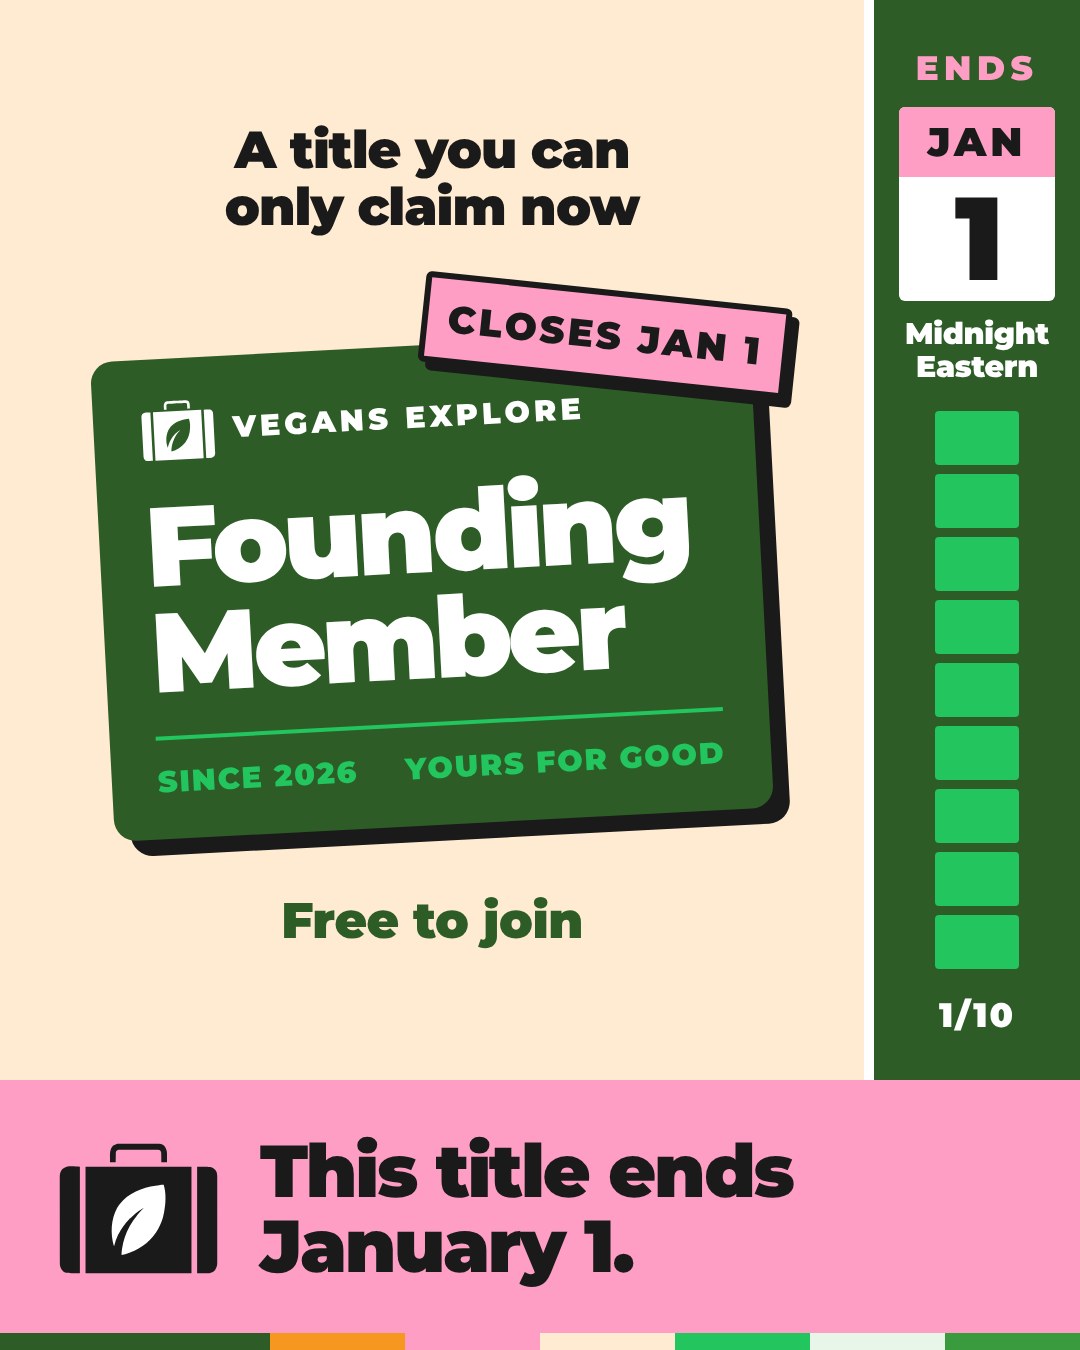 A title you can
only claim now
CLOSES JAN 1
VEGANS EXPLORE
Founding
Member
SINCE 2026 YOURS FOR GOOD
Free to join
ENDS
JAN
1
Midnight
Eastern
1/10
This title ends
January 1.